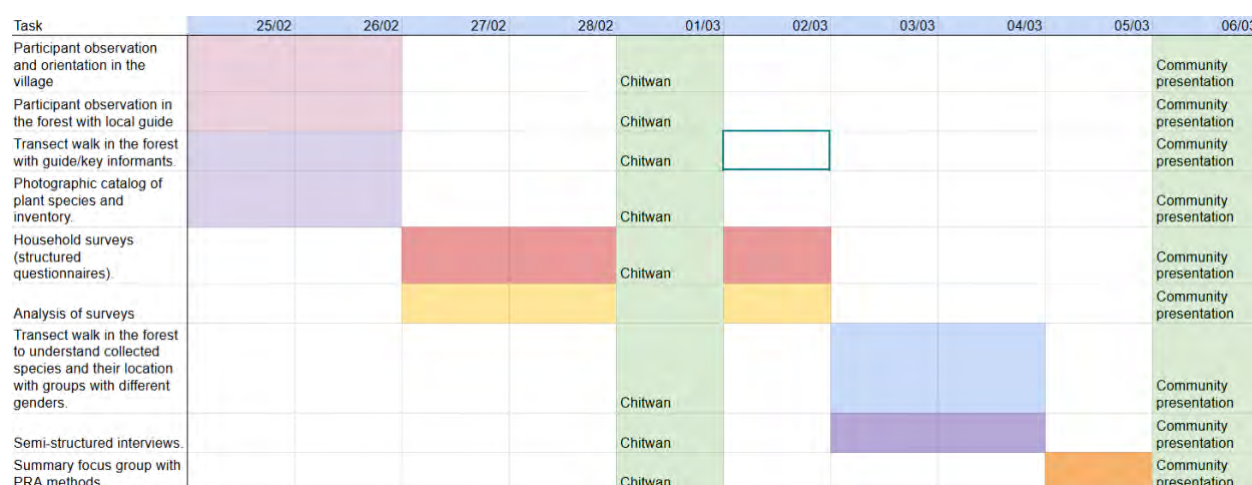 Task 25/02 26/02 27/02 28/02 01/03 02/03 03/03 04/03 05/03 06/03
Participant observation
and orientation in the
village
Chitwan
Community
presentation
Participant observation in
the forest with local guide
Chitwan
Community
presentation
Transect walk in the forest
with guide/key informants.
Chitwan
Community
presentation
Photographic catalog of
plant species and
inventory.
Chitwan
Community
presentation
Household surveys
(structured
questionnaires).
Chitwan
Community
presentation
Analysis of surveys
Community
presentation
Transect walk in the forest
to understand collected
species and their location
with groups with different
genders.
Chitwan
Community
presentation
Semi-structured interviews.
Chitwan
Community
presentation
Summary focus group with
PRA methods
Chitwan
Community
presentation